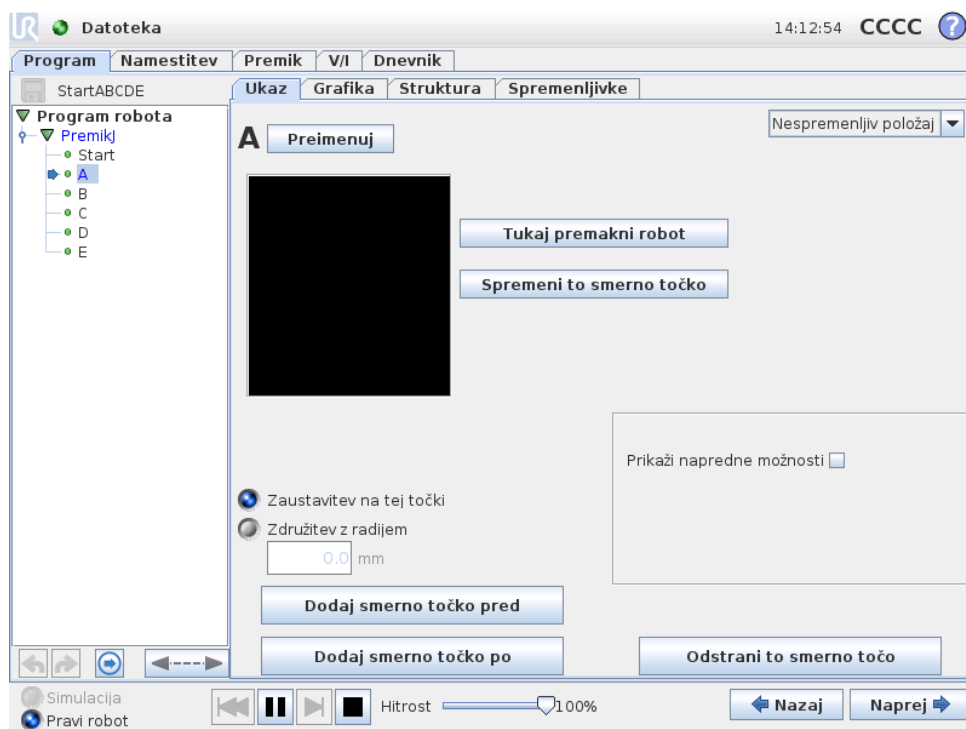 UR Datoteka 14:12:54 CCCC ?
Program Namestitev Premik V/I Dnevnik
StartABCDE
Ukaz Grafika Struktura Spremenljivke
Program robota
PremikJ
Start
A
B
C
D
E
A Preimenuj
Nespremenljiv položaj
Tukaj premakni robot
Spremeni to smerno točko
Prikaži napredne možnosti
Zaustavitev na tej točki
Združitev z radijem
0.0 mm
Dodaj smerno točko pred
Dodaj smerno točko po
Odstrani to smerno točo
Simulacija
Pravi robot
Hitrost 100%
Nazaj Naprej